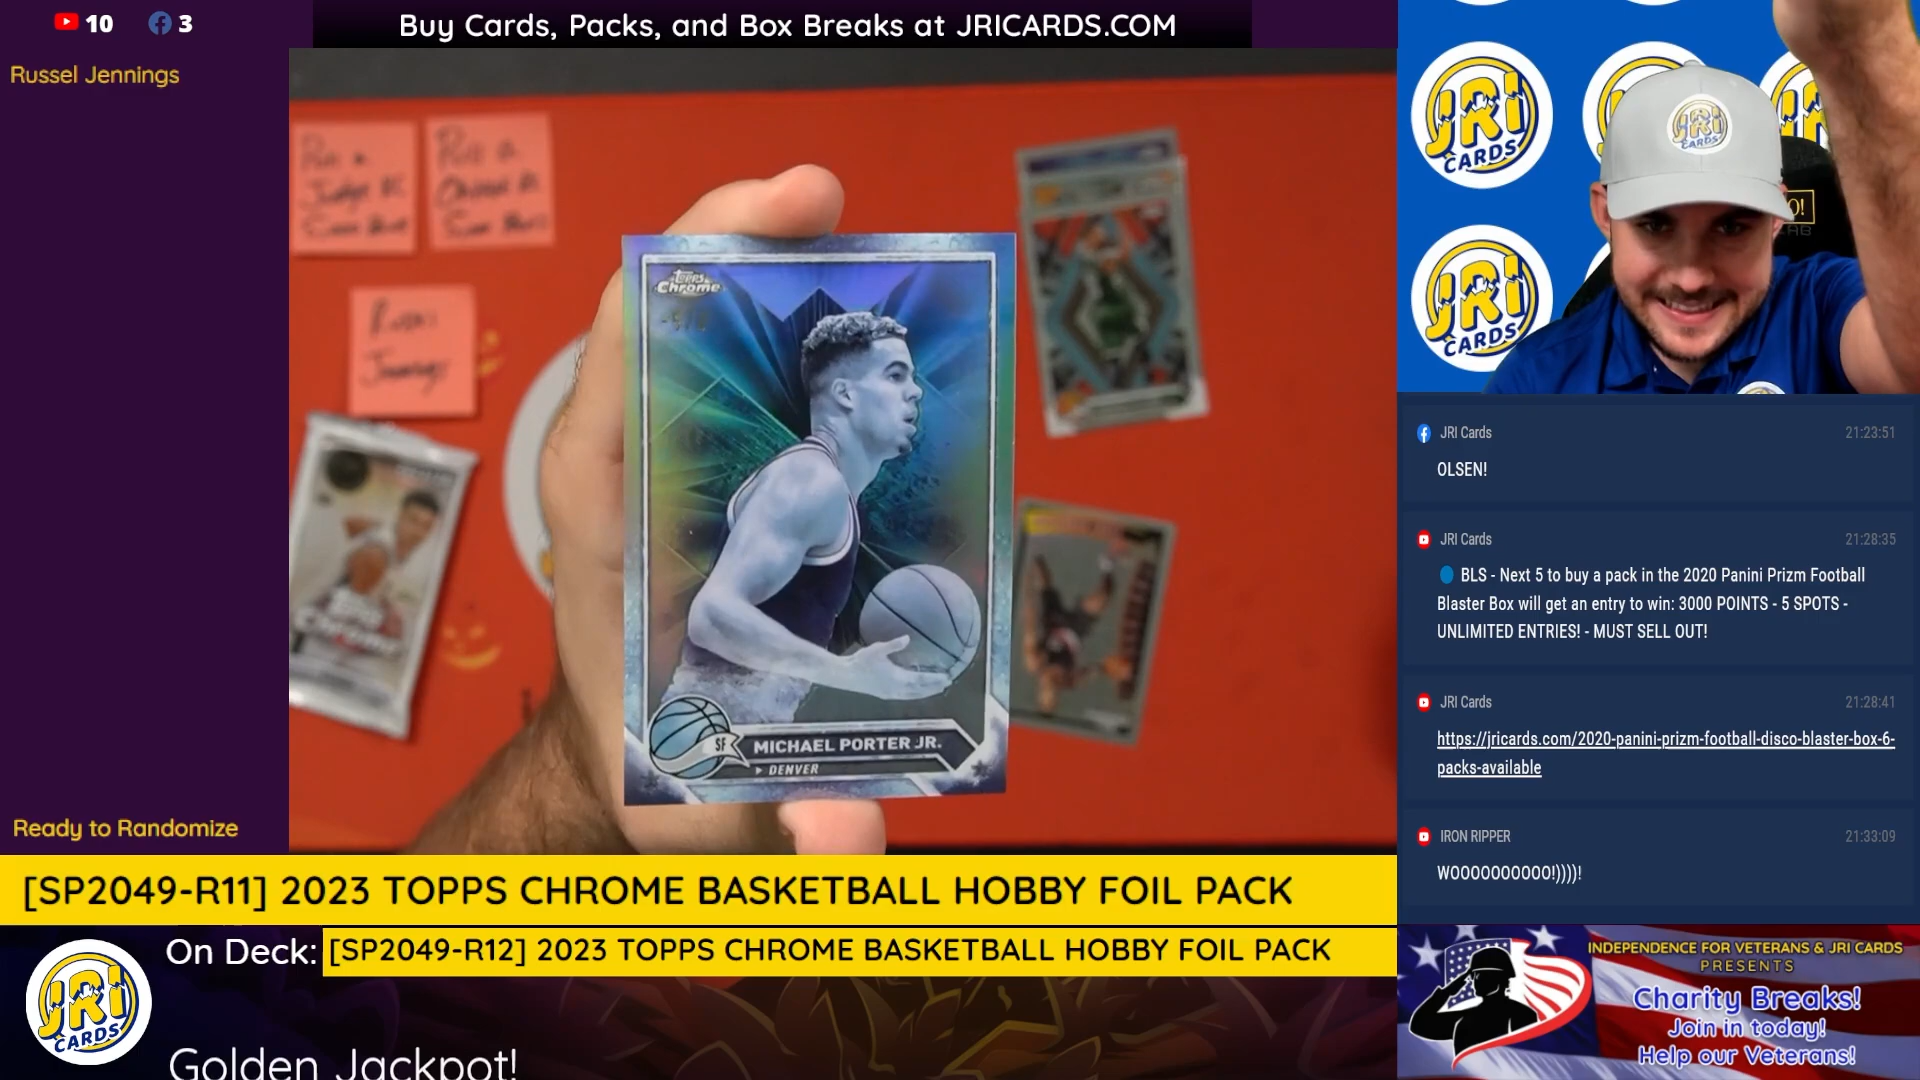 10
3
Buy Cards, Packs, and Box Breaks at JRICARDS.COM
Russel Jennings
Topps
Chrome
SF
MICHAEL PORTER JR.
DENVER
Ready to Randomize
[SP2049-R11] 2023 TOPPS CHROME BASKETBALL HOBBY FOIL PACK
On Deck: [SP2049-R12] 2023 TOPPS CHROME BASKETBALL HOBBY FOIL PACK
JRI
CARDS
Golden Jackpot!
JRI
CARDS
JRI
CARDS
JRI
CARDS
JRI Cards
21:23:51
OLSEN!
JRI Cards
21:28:35
BLS - Next 5 to buy a pack in the 2020 Panini Prizm Football
Blaster Box will get an entry to win: 3000 POINTS - 5 SPOTS -
UNLIMITED ENTRIES! - MUST SELL OUT!
JRI Cards
21:28:41
https://jricards.com/2020-panini-prizm-football-disco-blaster-box-6-
packs-available
IRON RIPPER
21:33:09
WOOOOOOOOOO!))))!
INDEPENDENCE FOR VETERANS & JRI CARDS
PRESENTS
Charity Breaks!
Join in today!
Help our Veterans!